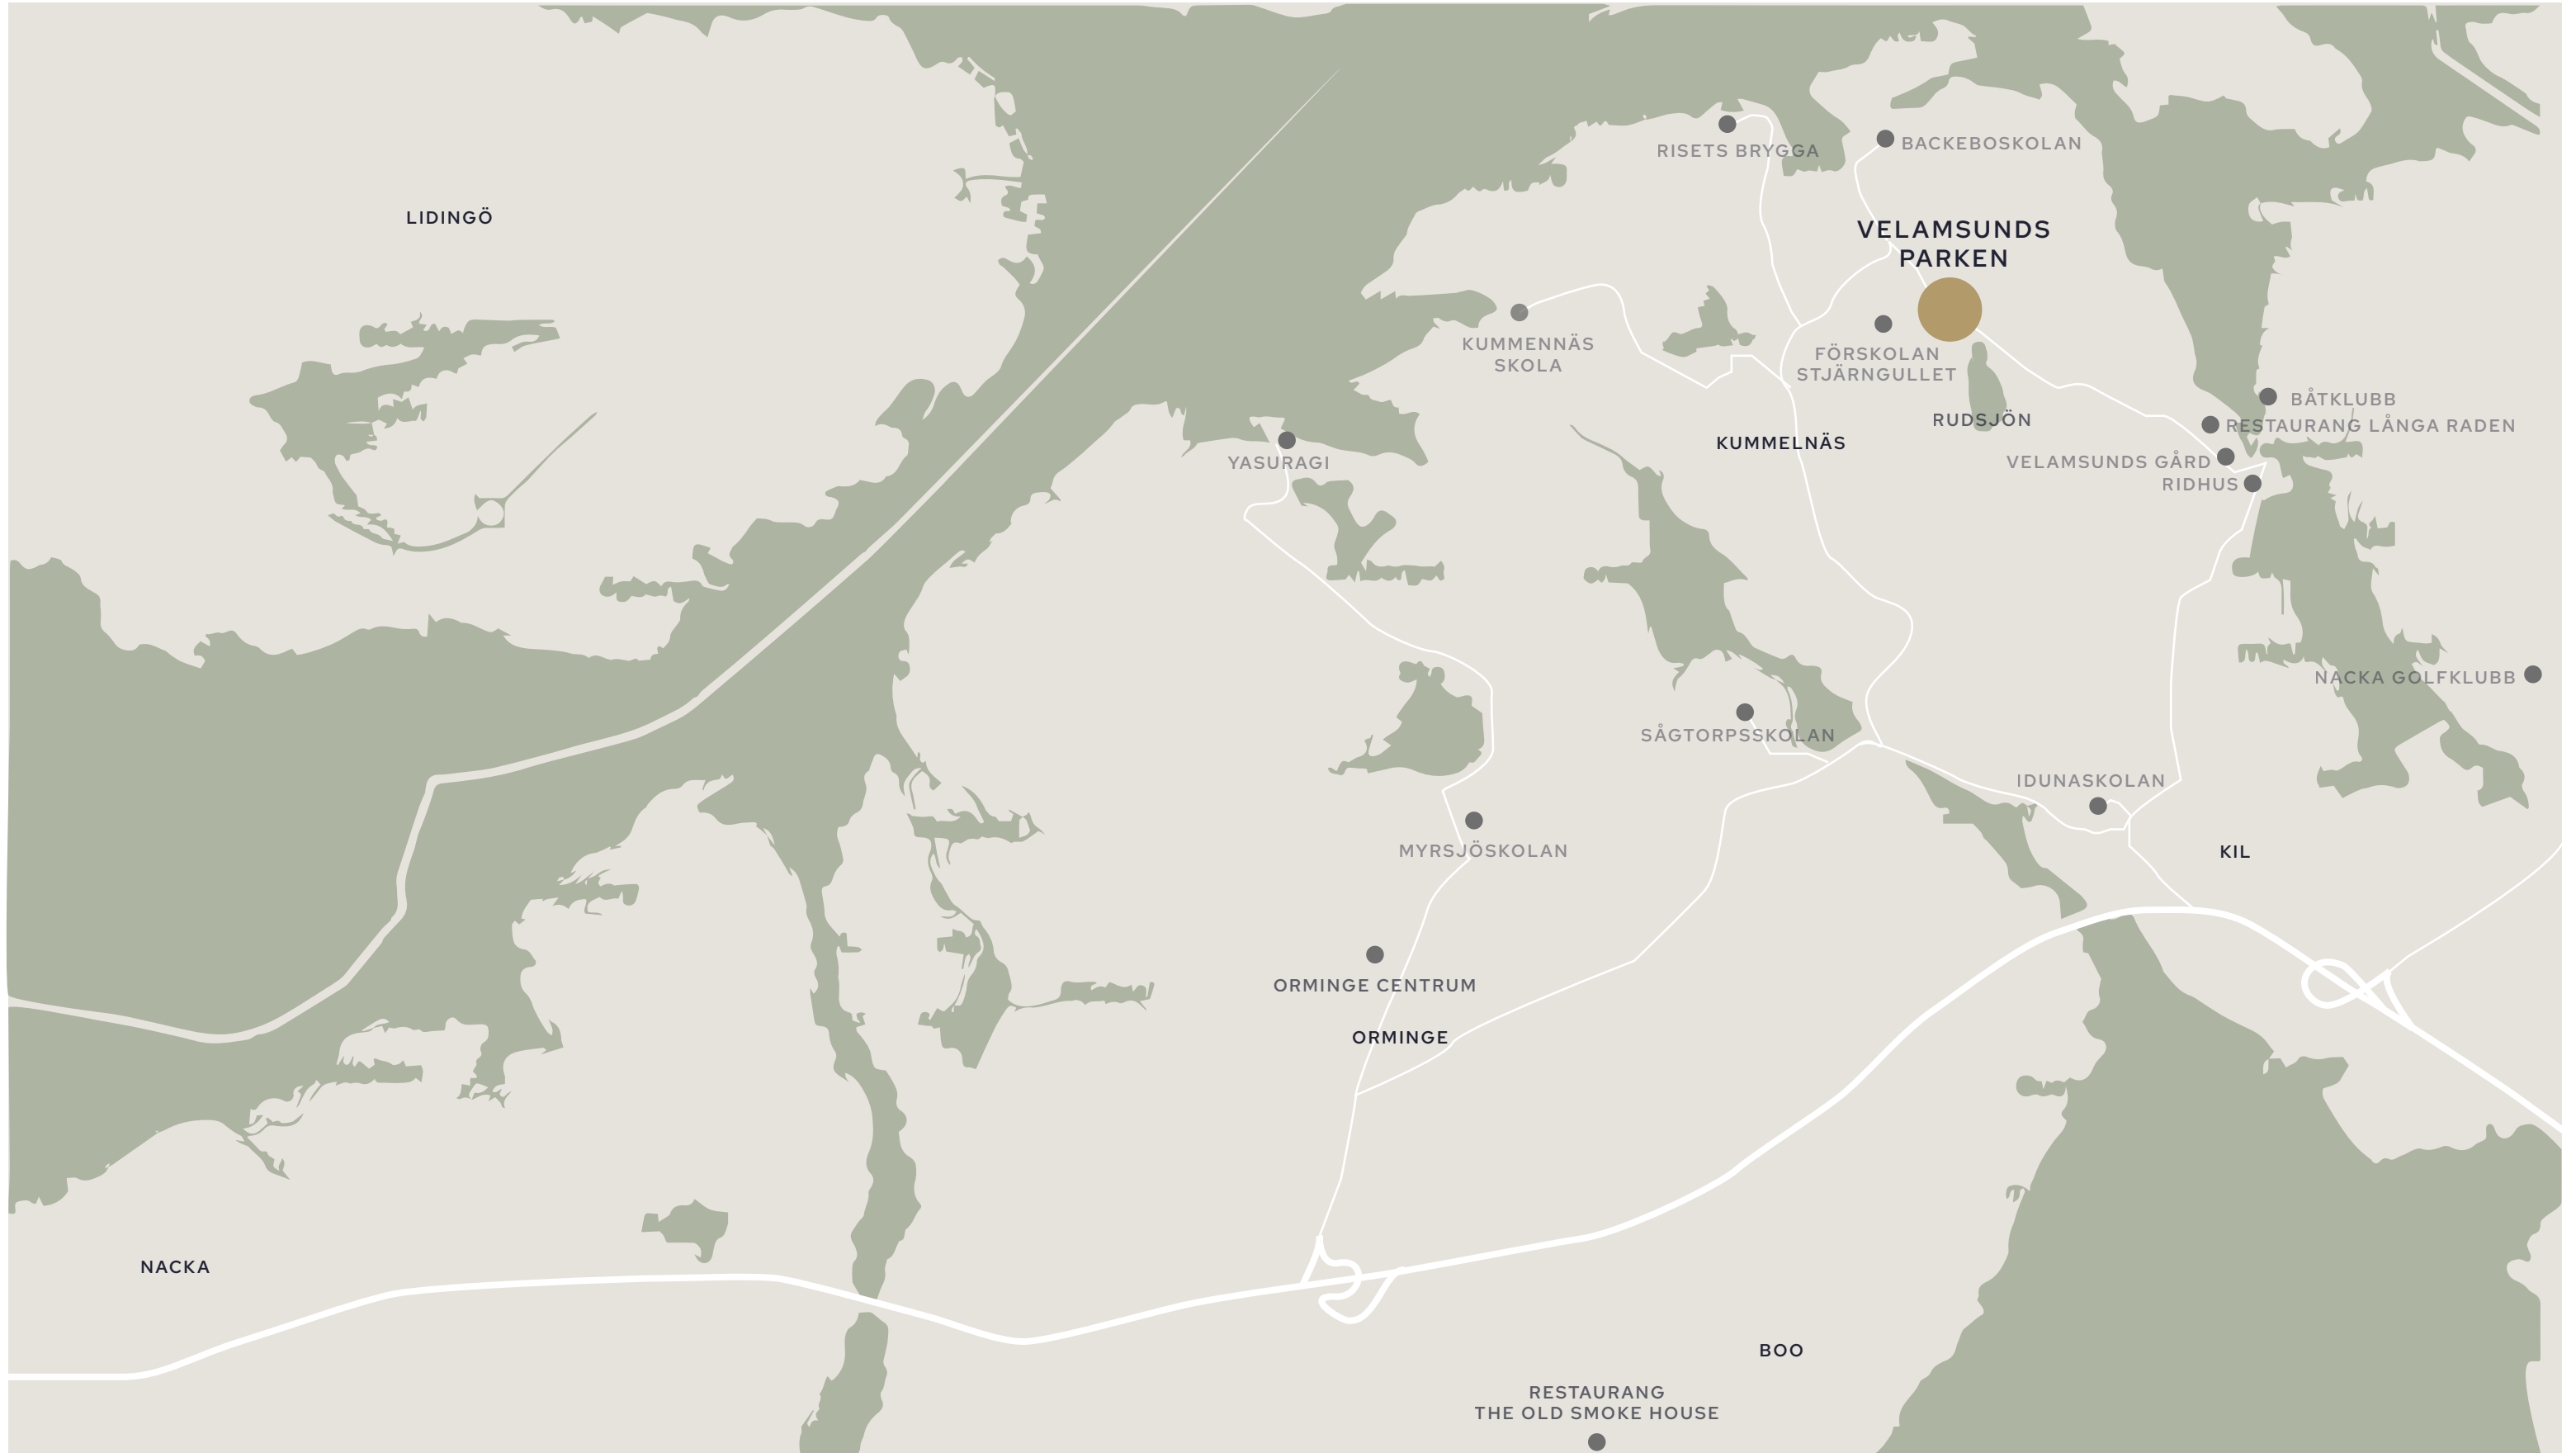 RISETS BRYGGA
BACKEBOSKOLAN
LIDINGÖ
VELAMSUNDS
PARKEN
KUMMENNÄS
SKOLA
FÖRSKOLAN
STJÄRNGULLET
BÅTKLUBB
RUDSJÖN
RESTAURANG LÅNGA RADEN
KUMMELNÄS
YASURAGI
VELAMSUNDS GÅRD
RIDHUS
NACKA GOLFKLUBB
SÅGTORPSSKOLAN
IDUNASKOLAN
MYRSJÖSKOLAN
KIL
ORMINGE CENTRUM
ORMINGE
NACKA
BOO
RESTAURANG
THE OLD SMOKE HOUSE